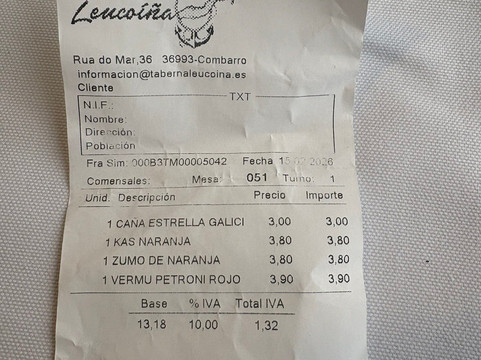 Leucoíña
Rua do Mar,36 36993-Combarro
informacion@tabernaleucoina.es
Cliente
TXT
N.I.F.:
Nombre:
Dirección:
Población
Fra Sim: 000B3TM00005042 Fecha 2026
Comensales: Mesa: 051 Turno: 1
Unid. Descripción Precio Importe
1 CAÑA ESTRELLA GALICI 3,00 3,00
1 KAS NARANJA 3,80 3,80
1 ZUMO DE NARANJA 3,80 3,80
1 VERMU PETRONI ROJO 3,90 3,90
Base % IVA Total IVA
13,18 10,00 1,32